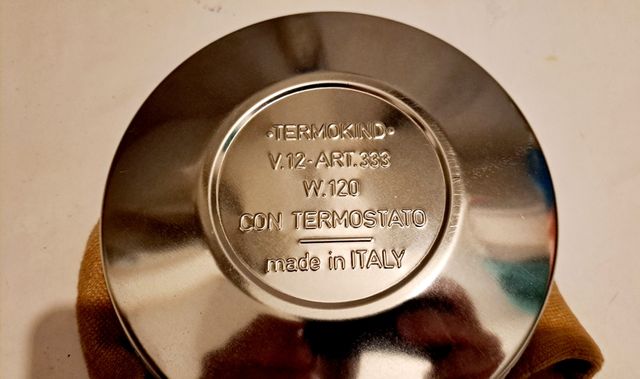 •TERMOKIND•
V.12-ART.333
W.120
CON TERMOSTATO
made in ITALY